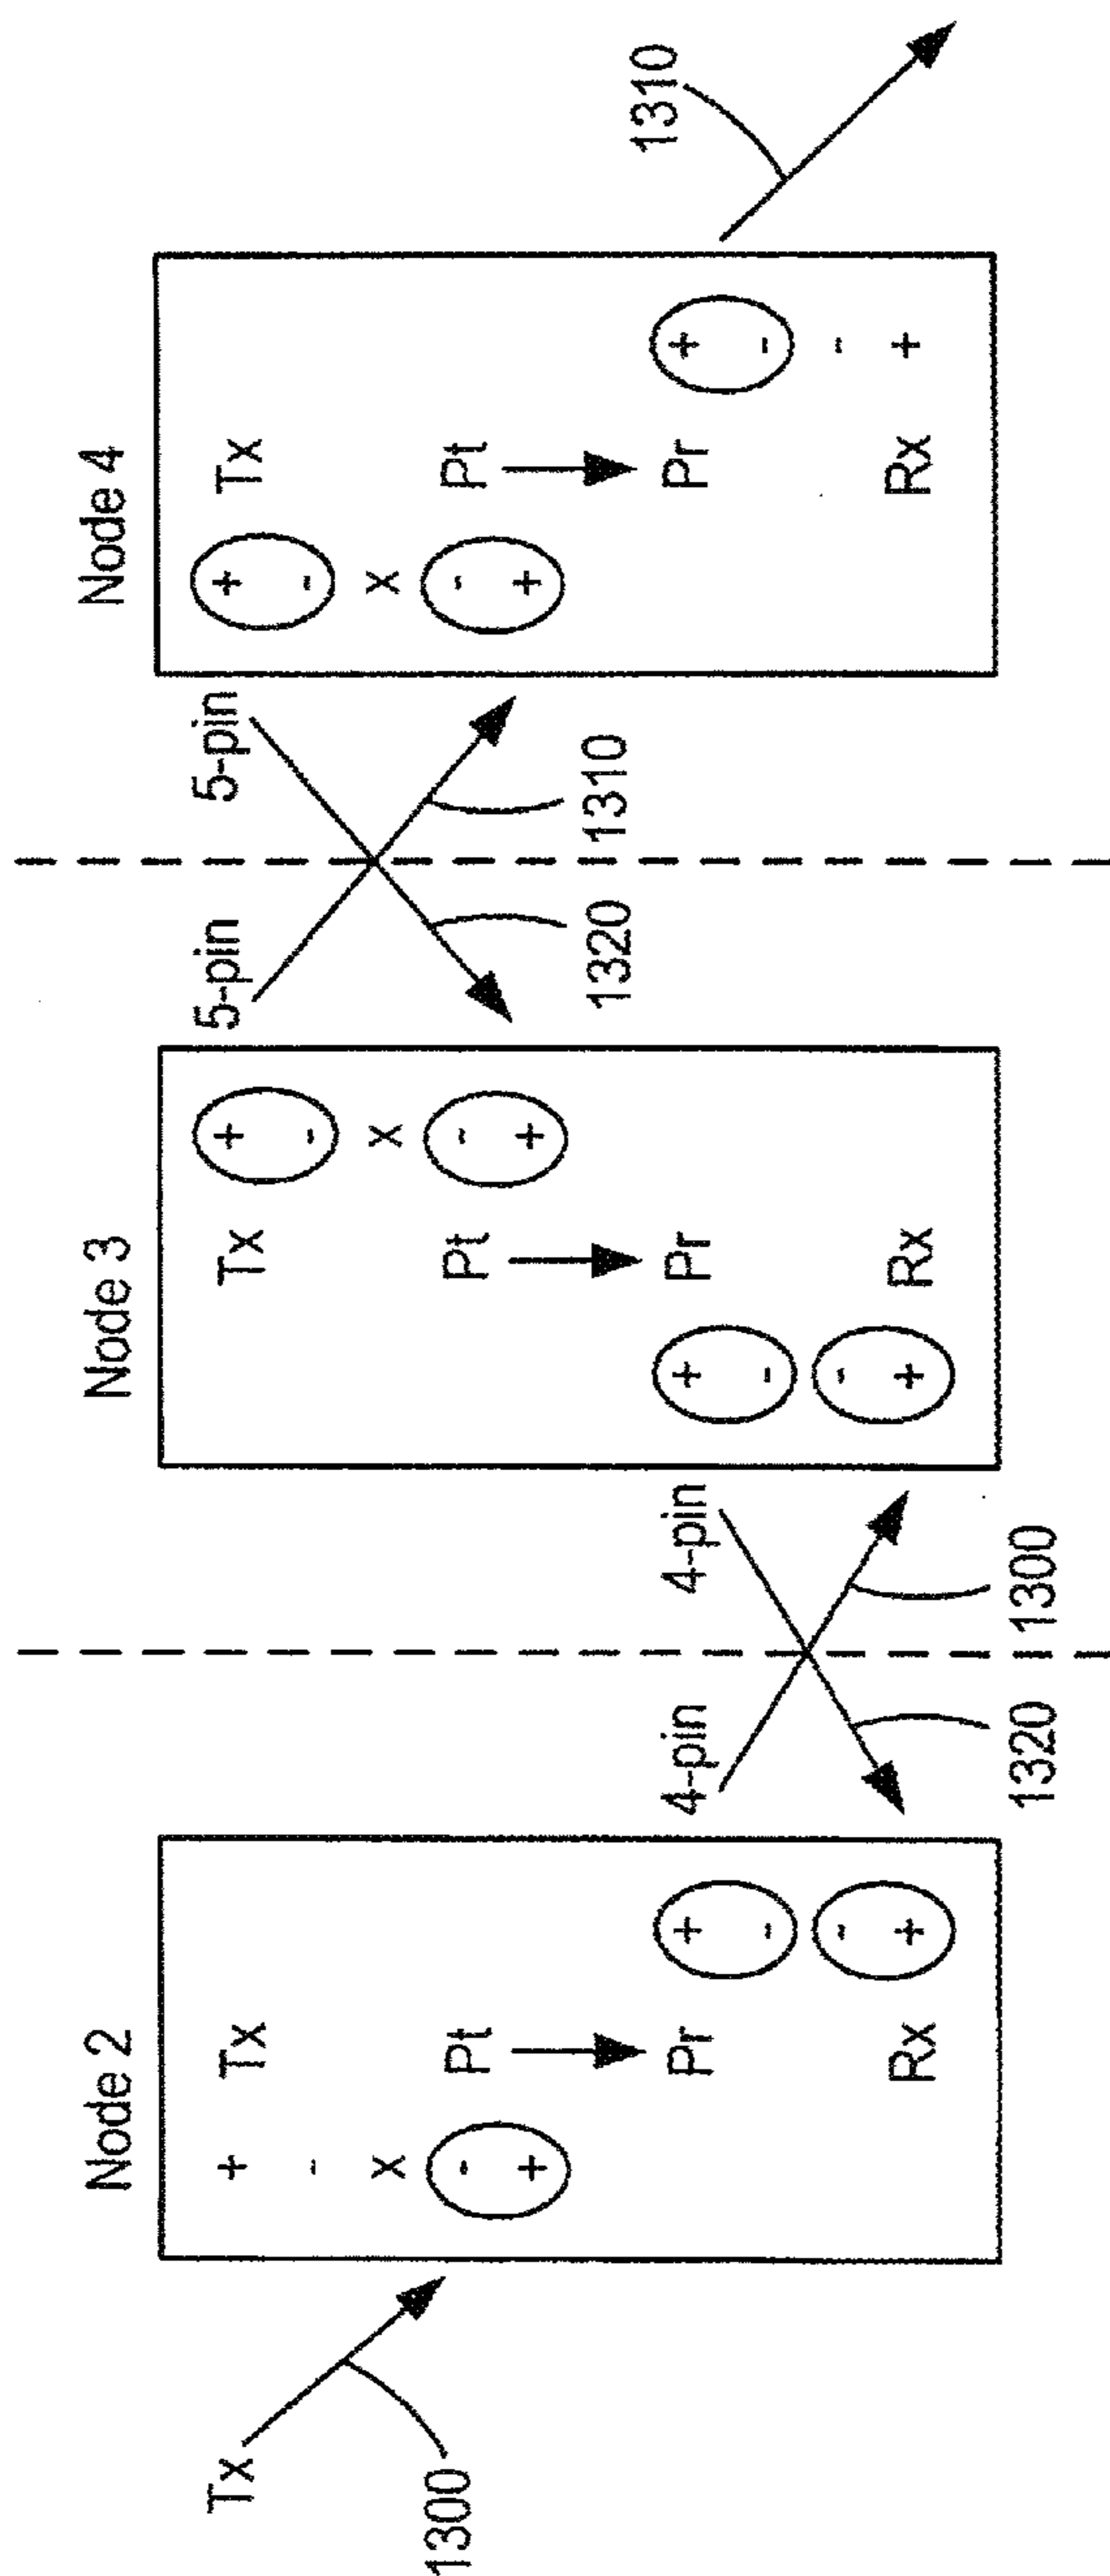 Node 2 Node 3 Node 4
Tx + Tx Tx + 5-pin 5-pin + Tx
- - -
x x x
1300 - Pt Pt - - Pt
+ + +
1320 1310 1310
Pr + 4-pin 4-pin + Pr Pr +
- - -
- - -
Rx + + Rx Rx +
1320 1300